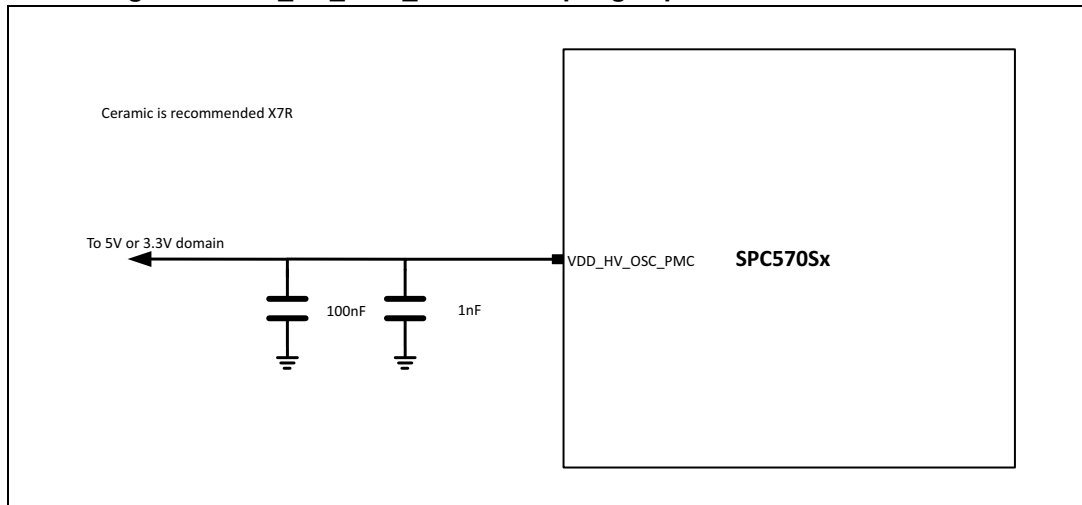 Ceramic is recommended X7R
To 5V or 3.3V domain
VDD_HV_OSC_PMC
SPC570Sx
100nF
1nF